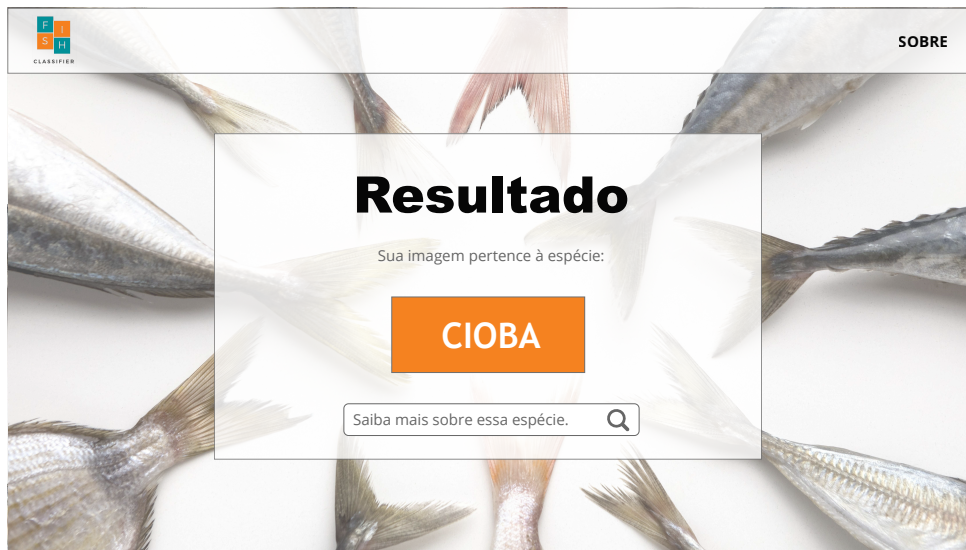 F I
S H
CLASSIFIER
SOBRE
Resultado
Sua imagem pertence à espécie:
CIOBA
Saiba mais sobre essa espécie.